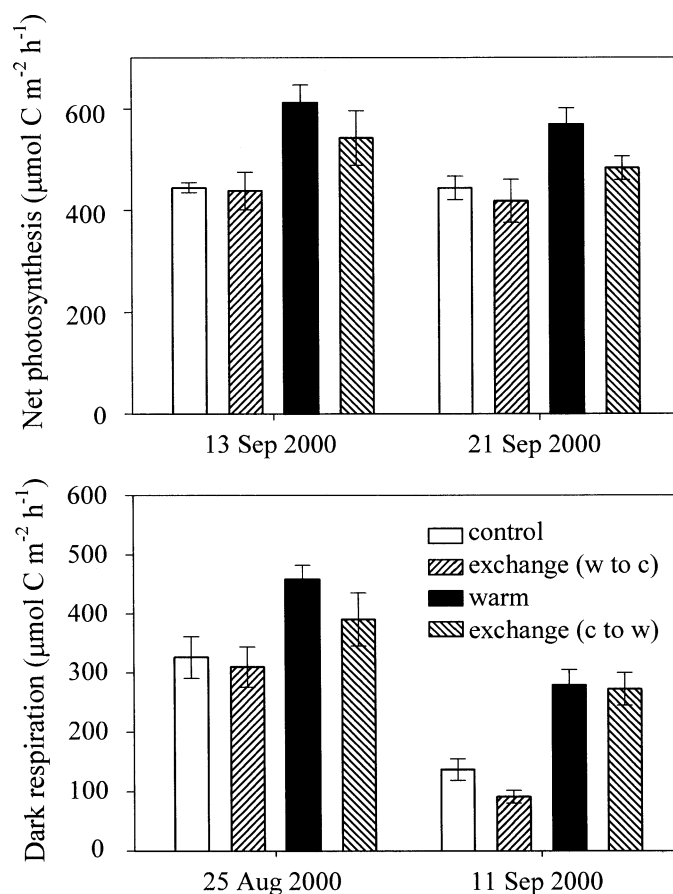 Net photosynthesis (μmol C m⁻² h⁻¹)
600
400
200
0
13 Sep 2000
21 Sep 2000
Dark respiration (μmol C m⁻² h⁻¹)
600
500
400
300
200
100
0
control
exchange (w to c)
warm
exchange (c to w)
25 Aug 2000
11 Sep 2000